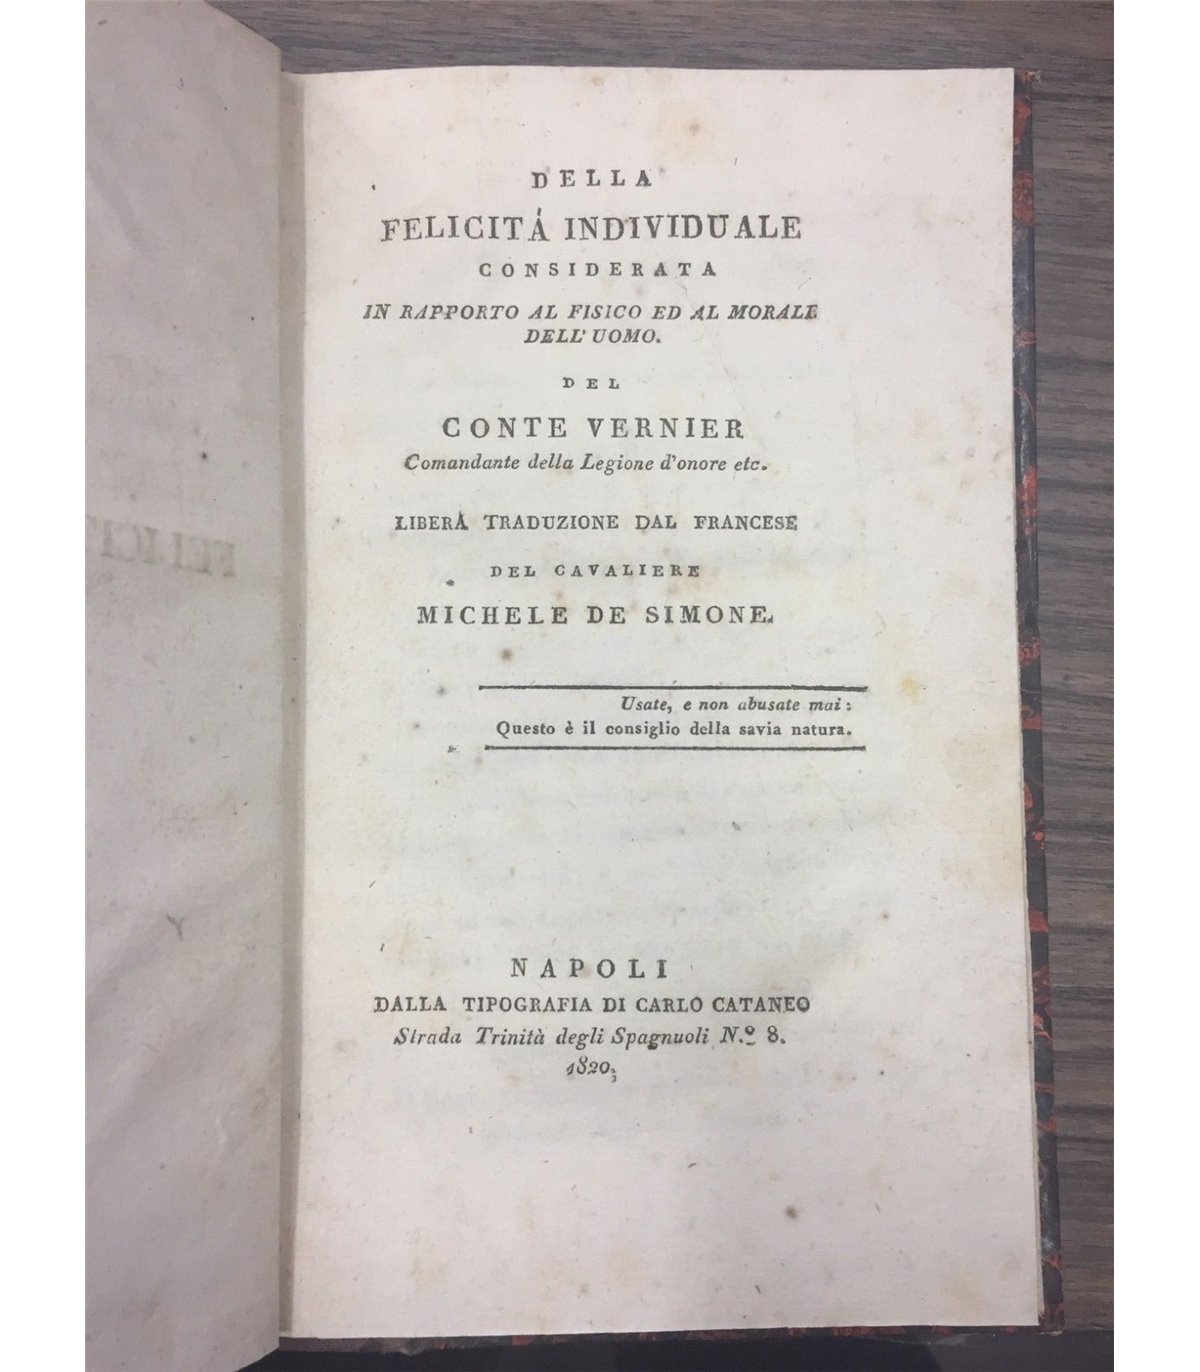 DELLA
FELICITÁ INDIVIDUALE
CONSIDERATA
IN RAPPORTO AL FISICO ED AL MORALE
DELL' UOMO.
DEL
CONTE VERNIER
Comandante della Legione d'onore etc.
LIBERA TRADUZIONE DAL FRANCESE
DEL CAVALIERE
MICHELE DE SIMONE.
Usate, e non abusate mai:
Questo è il consiglio della savia natura.
NAPOLI
DALLA TIPOGRAFIA DI CARLO CATANEO
Strada Trinità degli Spagnuoli N.º 8.
1820.